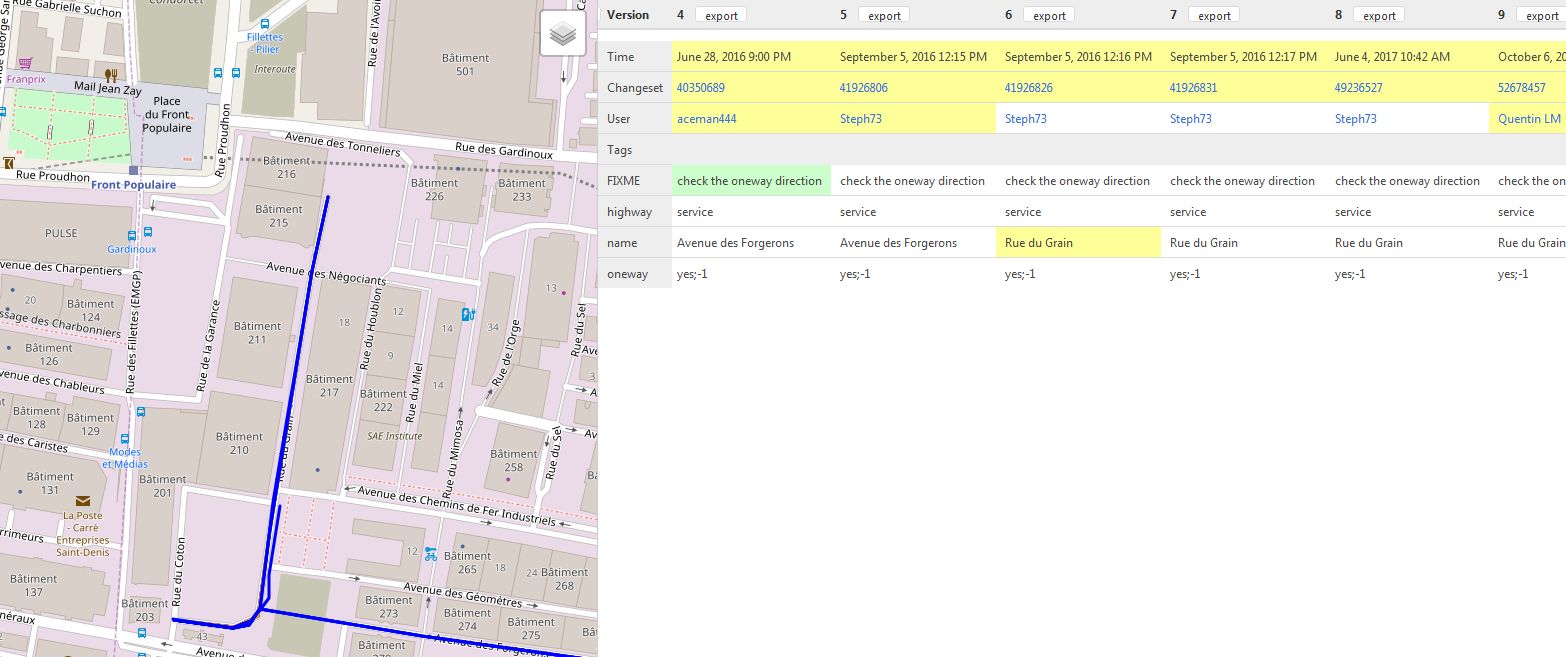 Rue Gabrielle Suchon
Condorcet
Fillettes
- Pilier
Interoute
Rue de l'Avoi
Bâtiment
501
Franprix
Mail Jean Zay
Place
du Front
Populaire
Rue Proudhon
Rue Proudhon
Front Populaire
Avenue des Tonneliers
Rue des Gardinoux
Bâtiment
216
Bâtiment
215
Bâtiment
226
Bâtiment
233
PULSE
Gardinoux
venue des Charpentiers
Avenue des Négociants
20
Bâtiment
124
ssage des Charbonniers
Bâtiment
126
venue des Chableurs
Rue des Fillettes (EMGP)
Rue de la Garance
Bâtiment
211
18
Rue du Houblon
12
9
14
34
13
Rue de l'Orge
Rue du Sel
Ave
3
Bâtiment
217
Bâtiment
222
14
Rue du Miel
SAE Institute
Bâtiment
128
Bâtiment
129
e des Caristes
Modes
et Médias
Bâtiment
210
Rue du Grain
Bâtiment
131
Bâtiment
201
Rue du Mimosa
Bâtiment
258
Rue du Sel
Av
Bâ
La Poste
- Carré
Entreprises
Saint-Denis
Avenue des Chemins de Fer Industriels
rrimeurs
Bâtiment
137
Rue du Coton
12
Bâtiment
265
18
24
Bâtiment
268
Avenue des Géomètres
Bâtiment
203
néraux
43
Bâtiment
273
Bâtiment
274
Bâtiment
275
Bâ
2
Avenue d
Avenue des Forgerons
Bâtiment
Version 4 export 5 export 6 export 7 export 8 export 9 export
Time June 28, 2016 9:00 PM September 5, 2016 12:15 PM September 5, 2016 12:16 PM September 5, 2016 12:17 PM June 4, 2017 10:42 AM October 6, 20
Changeset 40350689 41926806 41926826 41926831 49236527 52678457
User aceman444 Steph73 Steph73 Steph73 Steph73 Quentin LM
Tags
FIXME check the oneway direction check the oneway direction check the oneway direction check the oneway direction check the oneway direction check the on
highway service service service service service service
name Avenue des Forgerons Avenue des Forgerons Rue du Grain Rue du Grain Rue du Grain Rue du Grain
oneway yes;-1 yes;-1 yes;-1 yes;-1 yes;-1 yes;-1